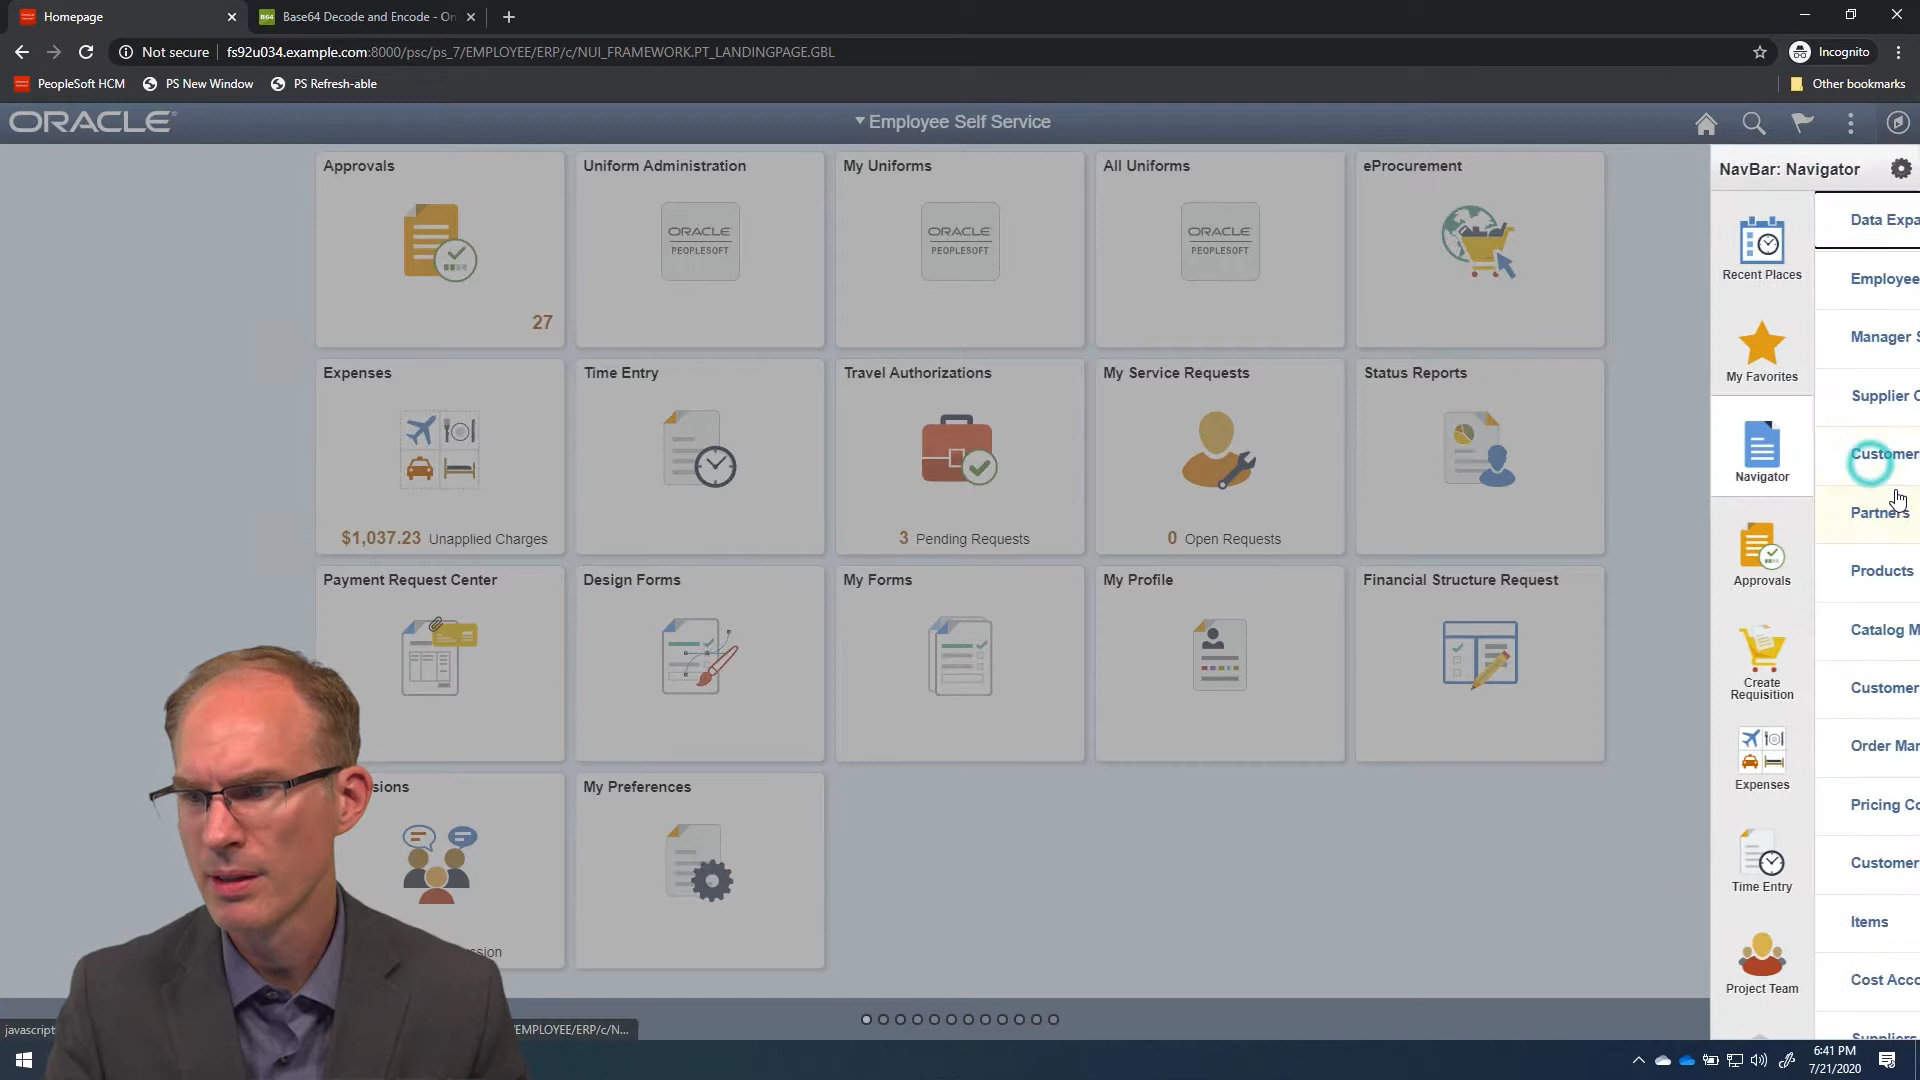 Homepage
Base64 Decode and Encode - On
Not secure
fs92u034.example.com:8000/psc/ps_7/EMPLOYEE/ERP/c/NUI_FRAMEWORK.PT_LANDINGPAGE.GBL
Incognito
PeopleSoft HCM
PS New Window
PS Refresh-able
Other bookmarks
ORACLE
Employee Self Service
Approvals
27
Uniform Administration
ORACLE
PEOPLESOFT
My Uniforms
ORACLE
PEOPLESOFT
All Uniforms
ORACLE
PEOPLESOFT
eProcurement
Expenses
$1,037.23 Unapplied Charges
Time Entry
Travel Authorizations
3 Pending Requests
My Service Requests
0 Open Requests
Status Reports
Payment Request Center
Design Forms
My Forms
My Profile
Financial Structure Request
sions
ssion
My Preferences
NavBar: Navigator
Recent Places
My Favorites
Navigator
Approvals
Create
Requisition
Expenses
Time Entry
Project Team
Data Expa
Employee
Manager S
Supplier C
Customer
Partners
Products
Catalog M
Customer
Order Mar
Pricing Co
Customer
Items
Cost Acco
Suppliers
javascript
/EMPLOYEE/ERP/c/N...
6:41 PM
7/21/2020